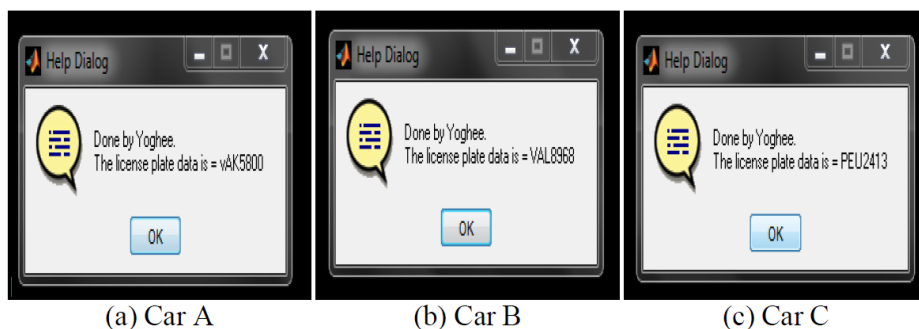 Help Dialog
Done by Yoghee.
The license plate data is = vAK5800
OK
(a) Car A
Help Dialog
Done by Yoghee.
The license plate data is = VAL8968
OK
(b) Car B
Help Dialog
Done by Yoghee.
The license plate data is = PEU2413
OK
(c) Car C